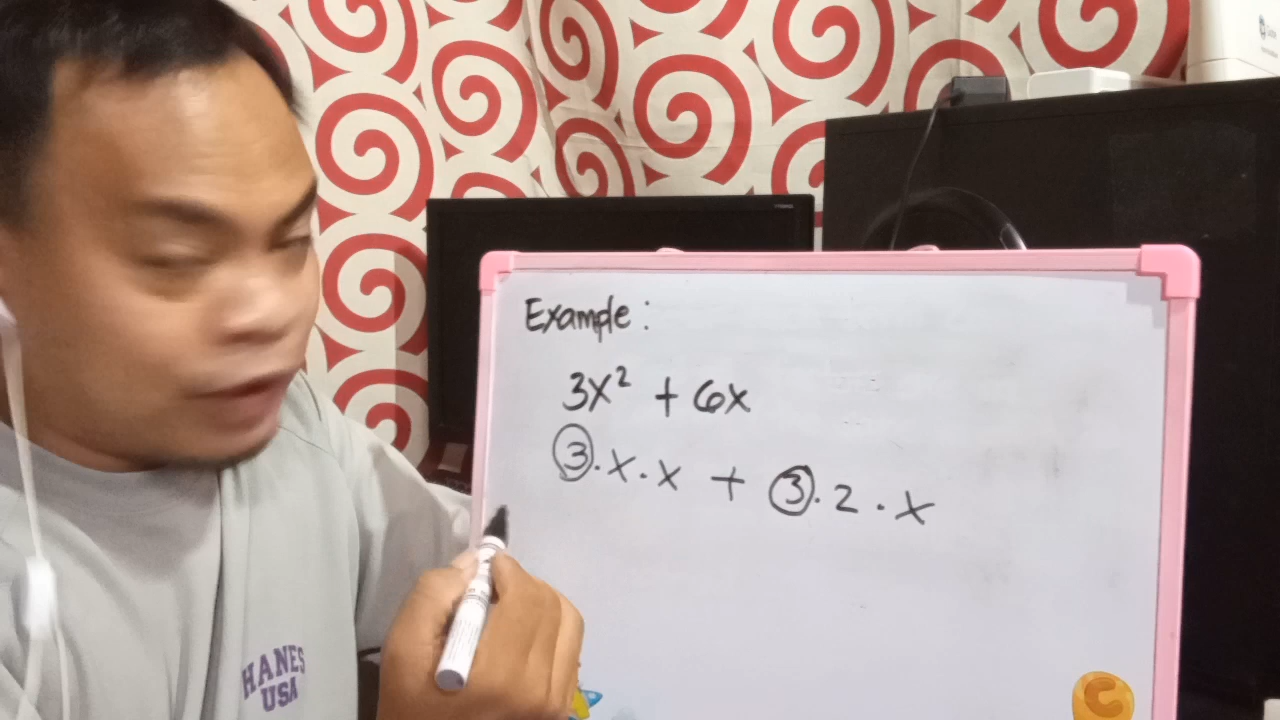 Example :
3x² + 6x
3 . x . x + 3 . 2 . x
HANES
USA